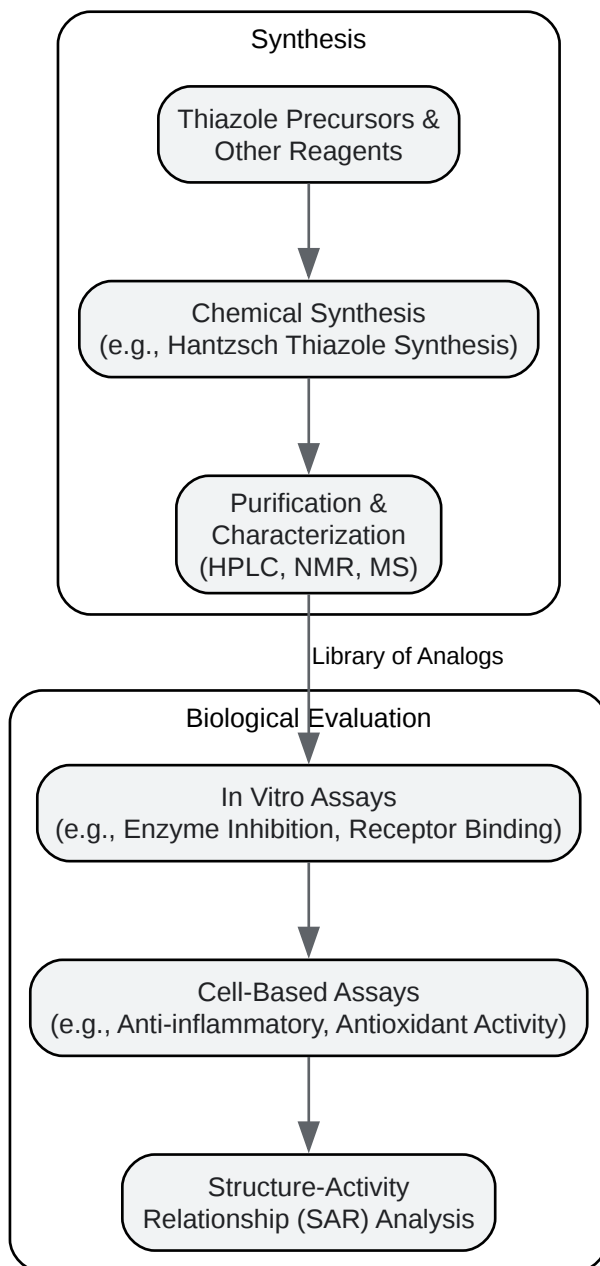 Synthesis
Thiazole Precursors &
Other Reagents
Chemical Synthesis
(e.g., Hantzsch Thiazole Synthesis)
Purification &
Characterization
(HPLC, NMR, MS)
Library of Analogs
Biological Evaluation
In Vitro Assays
(e.g., Enzyme Inhibition, Receptor Binding)
Cell-Based Assays
(e.g., Anti-inflammatory, Antioxidant Activity)
Structure-Activity
Relationship (SAR) Analysis